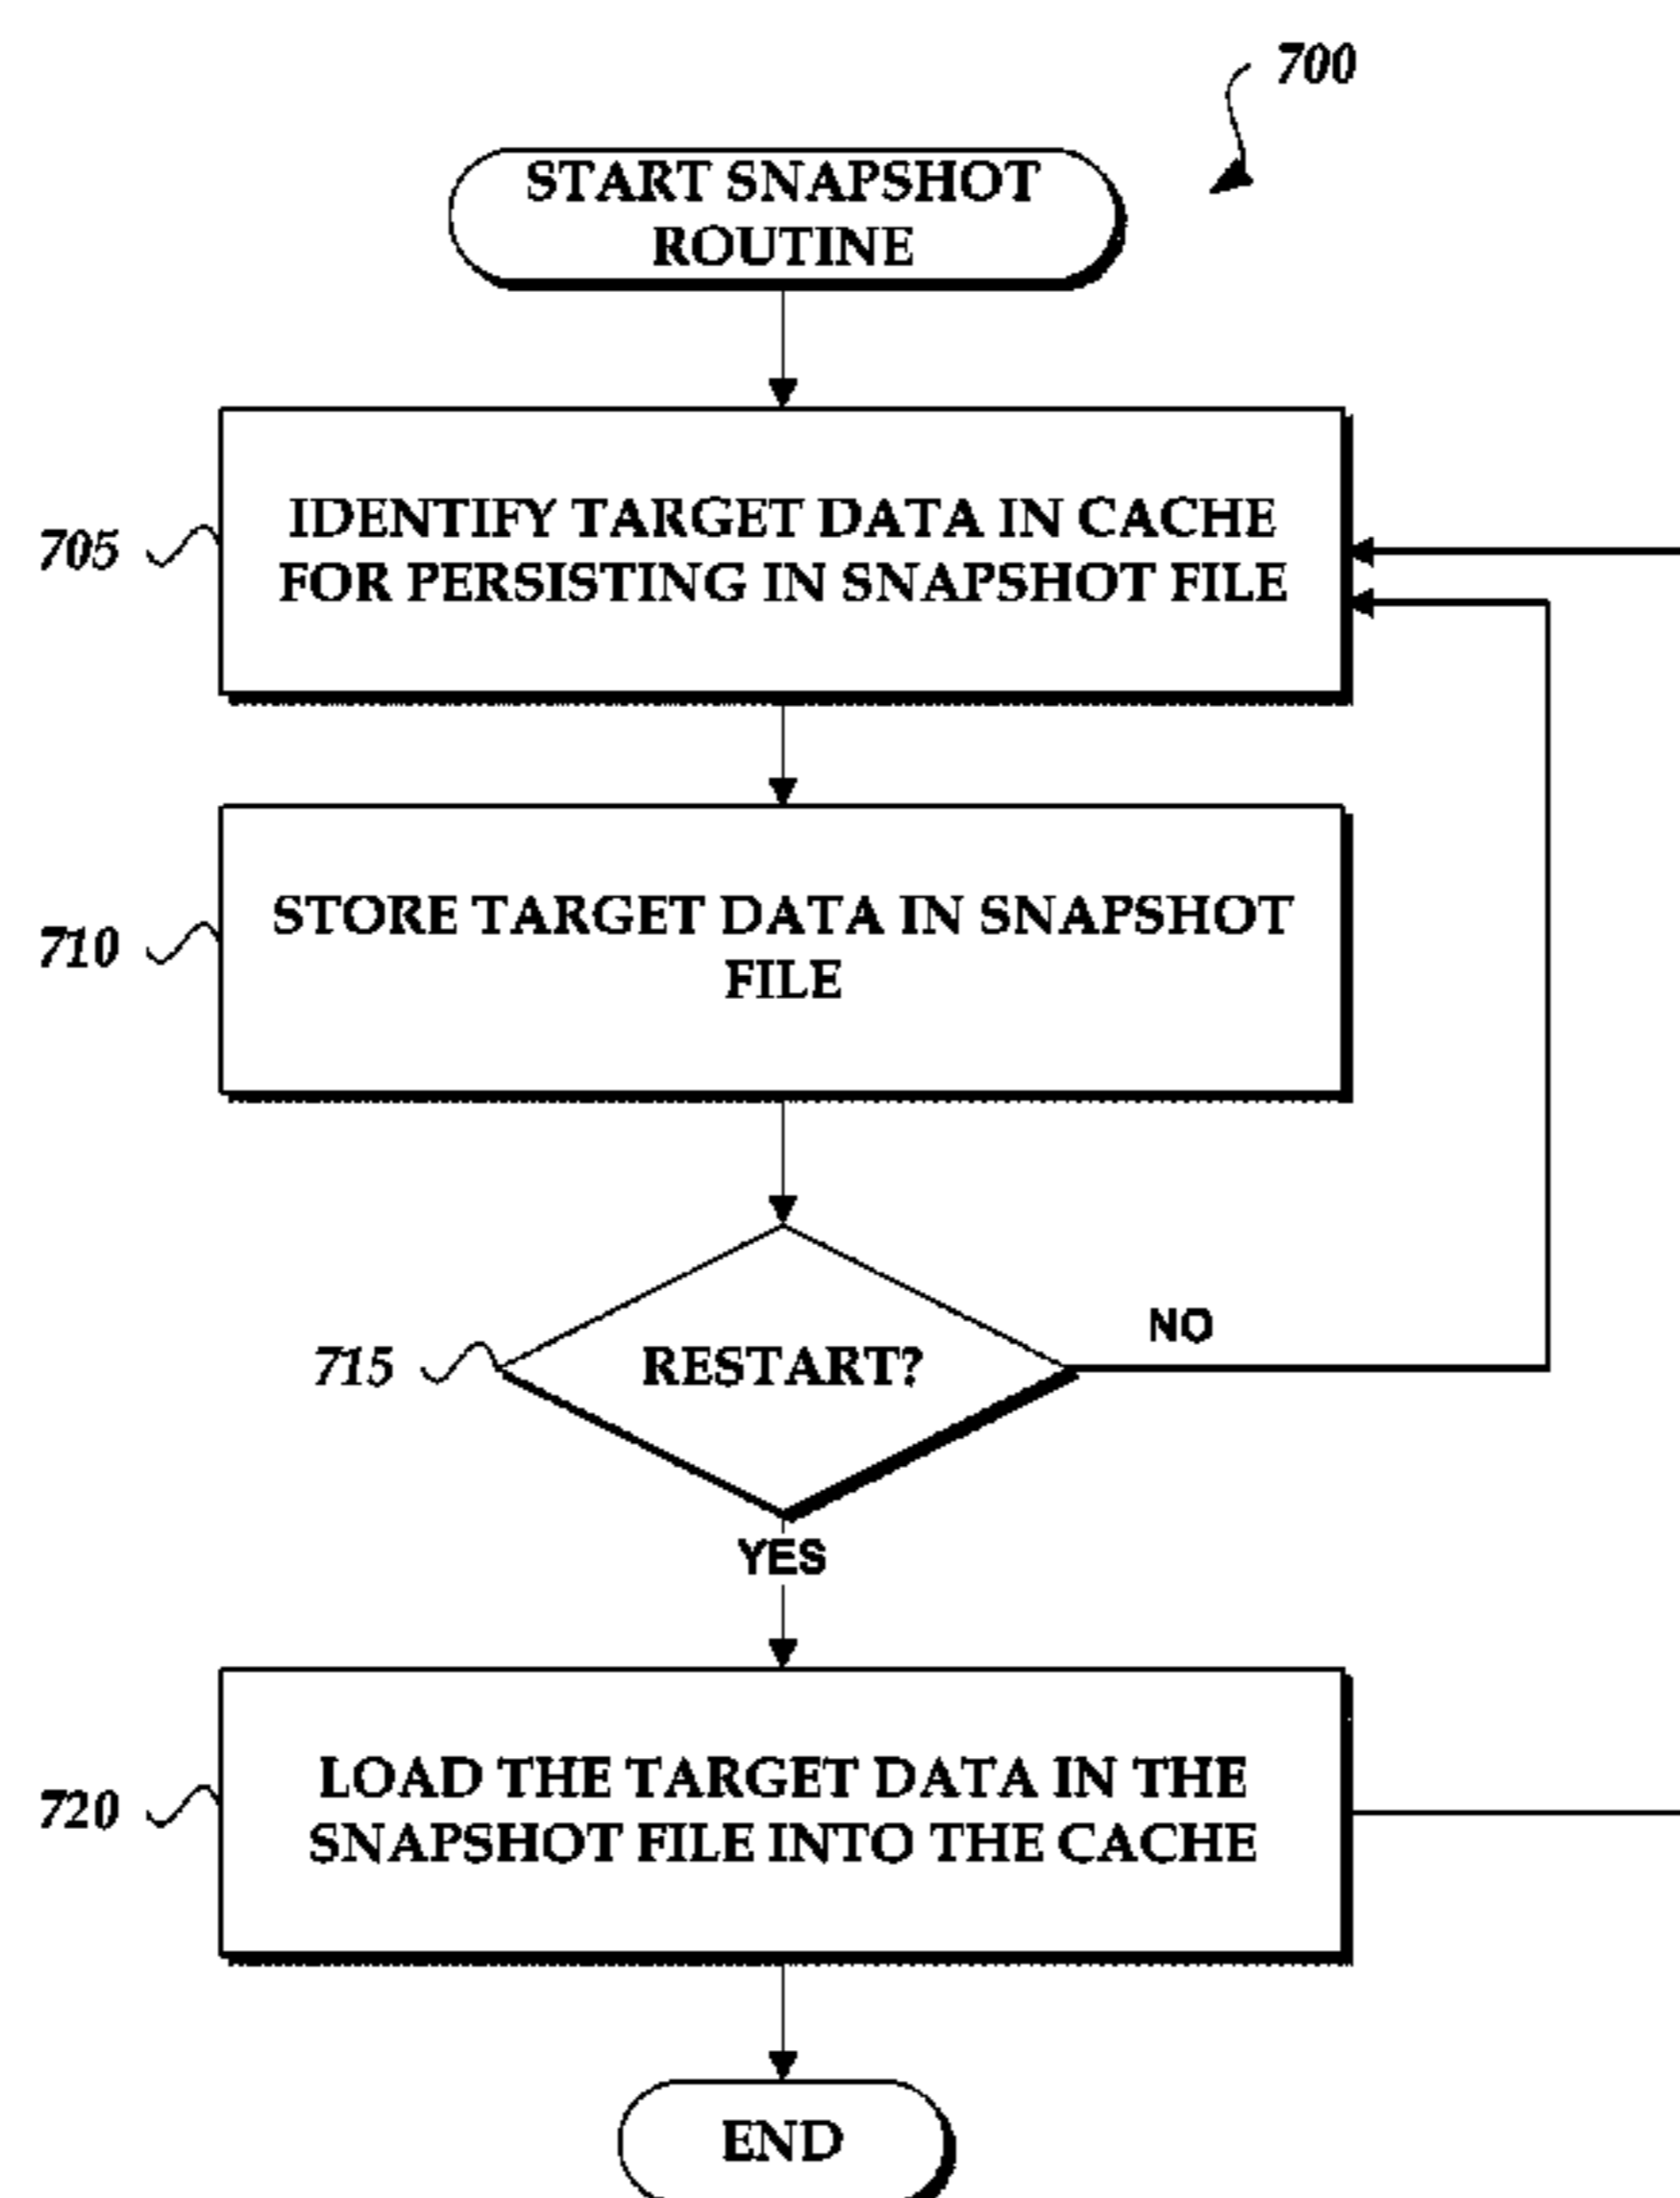 700
START SNAPSHOT
ROUTINE
705
IDENTIFY TARGET DATA IN CACHE
FOR PERSISTING IN SNAPSHOT FILE
710
STORE TARGET DATA IN SNAPSHOT
FILE
715
RESTART?
NO
YES
720
LOAD THE TARGET DATA IN THE
SNAPSHOT FILE INTO THE CACHE
END